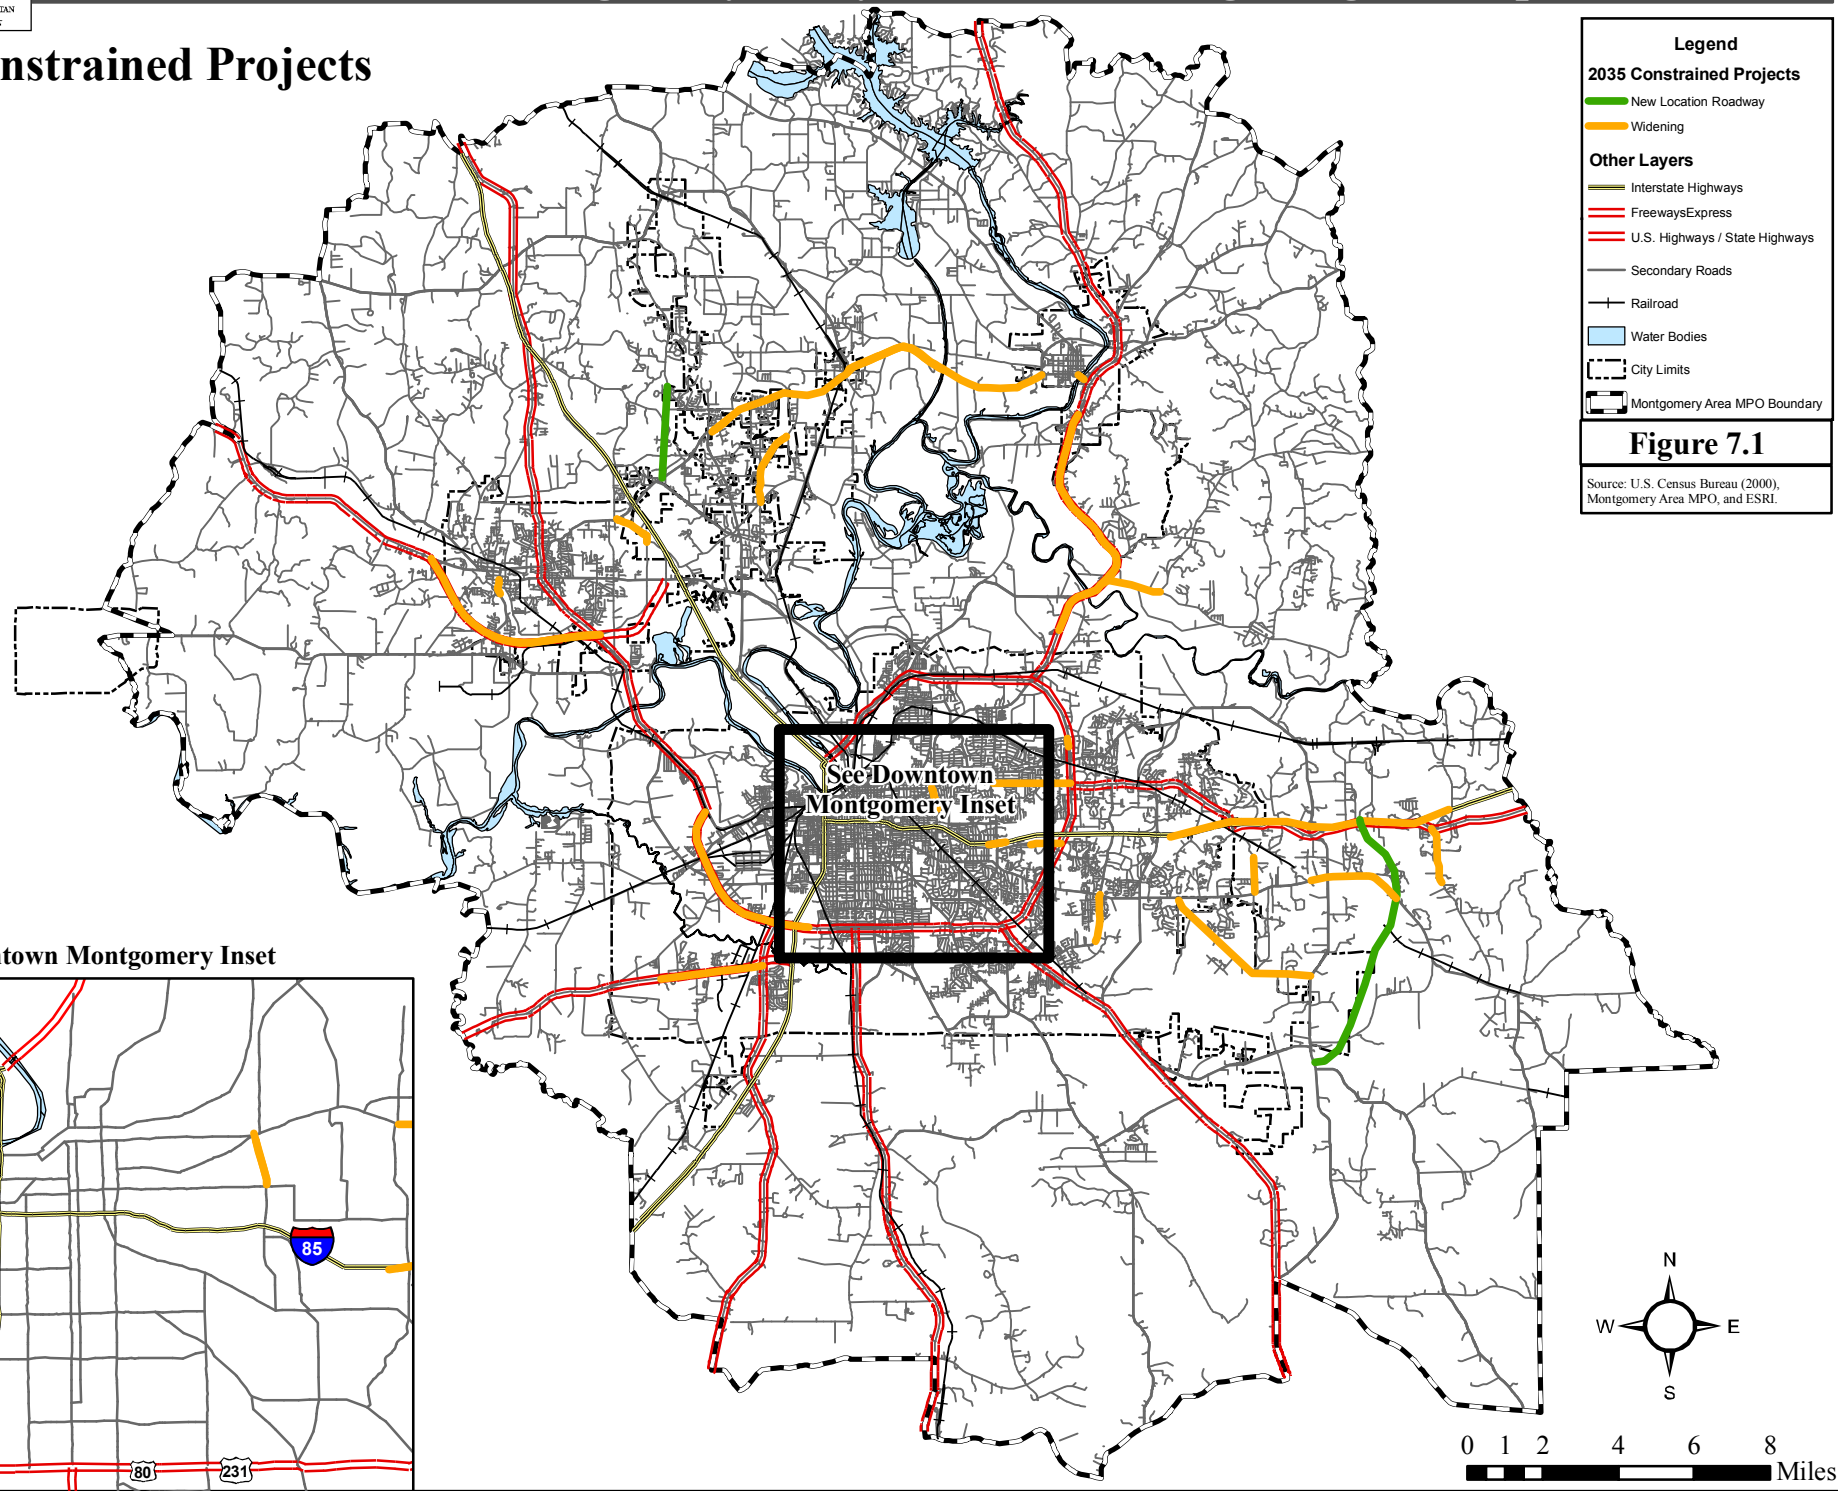 nstrained Projects
Legend
2035 Constrained Projects
New Location Roadway
Widening
Other Layers
Interstate Highways
FreewaysExpress
U.S. Highways / State Highways
Secondary Roads
Railroad
Water Bodies
City Limits
Montgomery Area MPO Boundary
Figure 7.1
Source: U.S. Census Bureau (2000),
Montgomery Area MPO, and ESRI.
See Downtown
Montgomery Inset
ntown Montgomery Inset
85
80
231
N
W
E
S
0 1 2 4 6 8
Miles